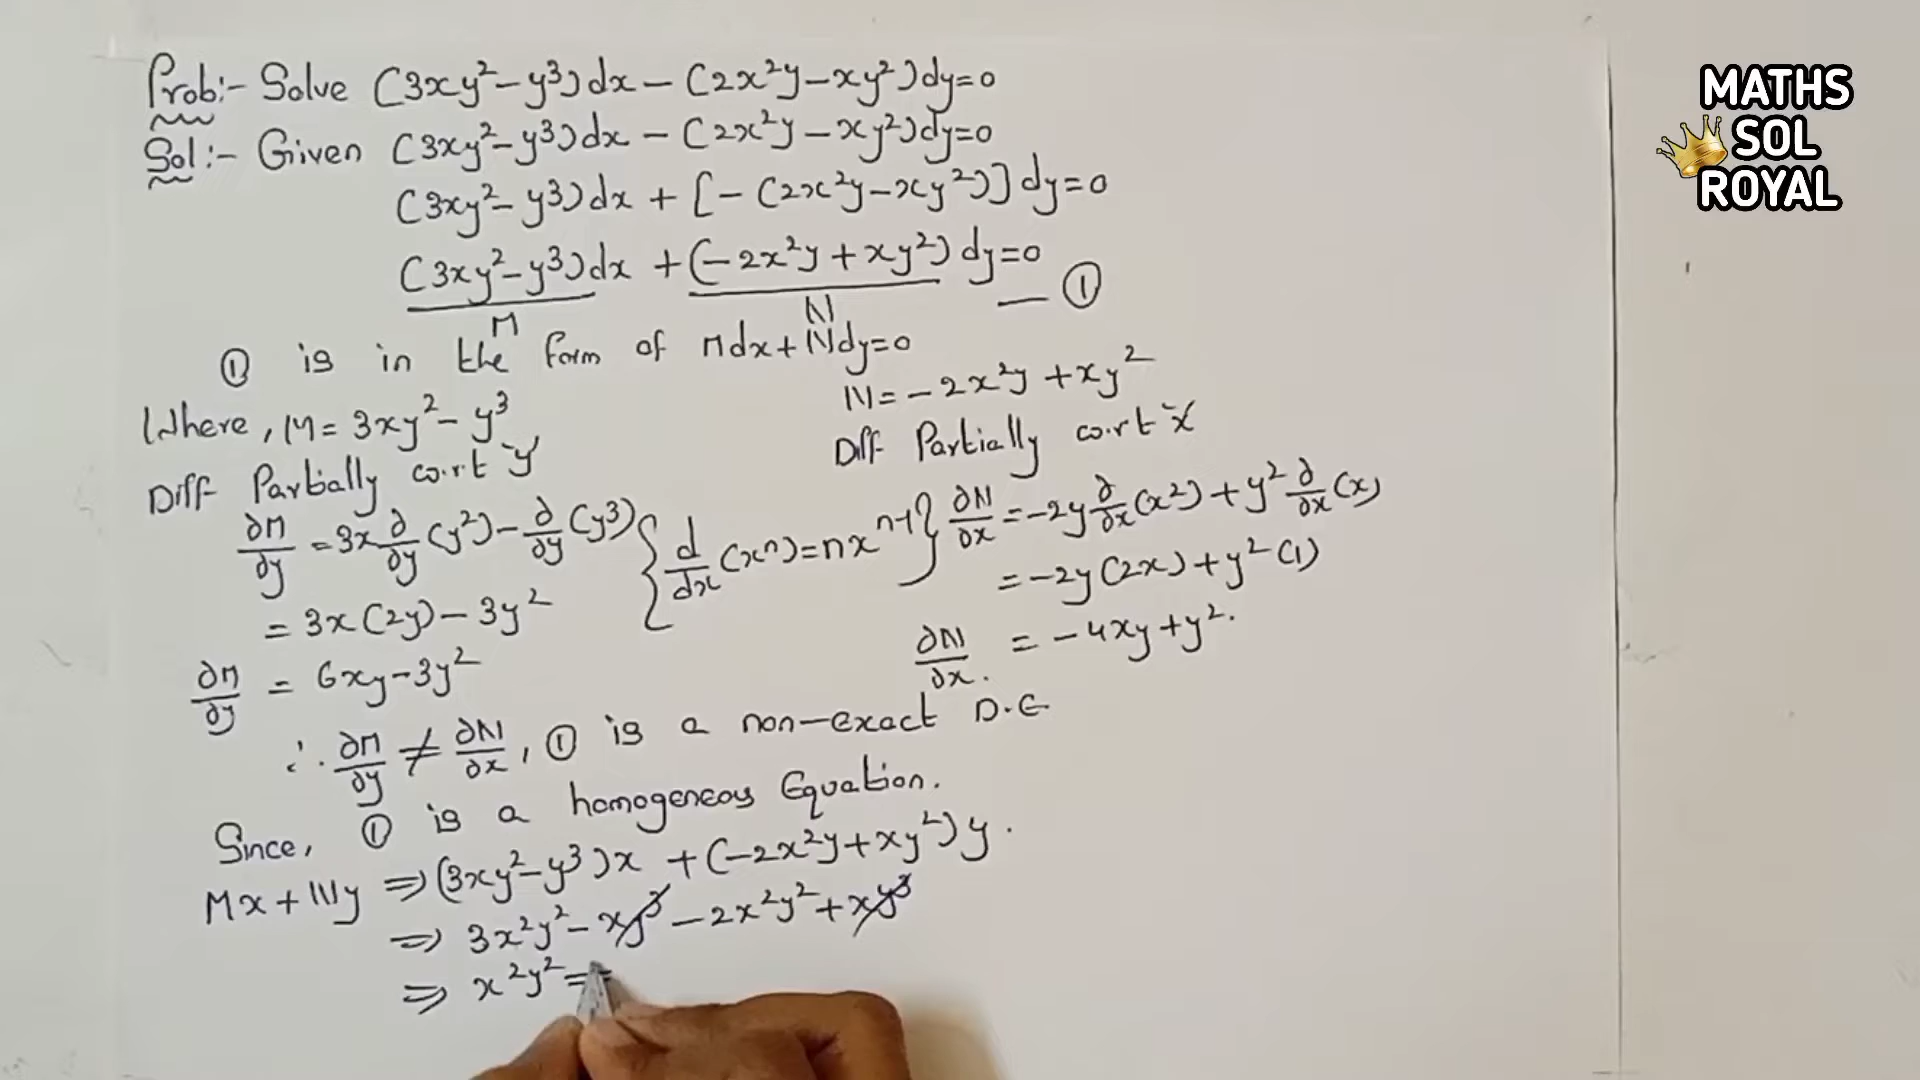 Prob:- Solve (3xy²-y³)dx-(2x²y-xy²)dy=0
Sol:- Given (3xy²-y³)dx-(2x²y-xy²)dy=0
(3xy²-y³)dx+[-(2x²y-xy²)]dy=0
(3xy²-y³)dx+(-2x²y+xy²)dy=0 — ①
M N
① is in the form of Mdx+Ndy=0
Where, M=3xy²-y³
N=-2x²y+xy²
Diff Partially w.r.t 'y'
Diff Partially w.r.t 'x'
∂M/∂y=3x∂/∂y(y²)-∂/∂y(y³)
{d/dx(xⁿ)=nxⁿ⁻¹}
∂N/∂x=-2y∂/∂x(x²)+y²∂/∂x(x)
=3x(2y)-3y²
=-2y(2x)+y²(1)
∂M/∂y=6xy-3y²
∂N/∂x.=-4xy+y².
∴ ∂M/∂y≠∂N/∂x, ① is a non-exact D.E
Since, ① is a homogeneous Equation.
Mx+Ny⇒(3xy²-y³)x+(-2x²y+xy²)y.
⇒3x²y²-xy³-2x²y²+xy³
⇒x²y²=
MATHS
SOL
ROYAL